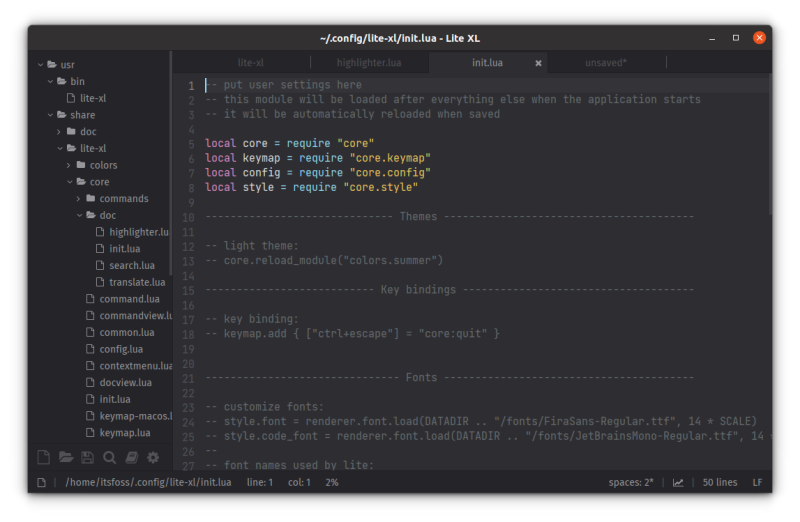 ~/.config/lite-xl/init.lua - Lite XL
usr
bin
lite-xl
share
doc
lite-xl
colors
core
commands
doc
highlighter.lu
init.lua
search.lua
translate.lua
command.lua
commandview.lu
common.lua
config.lua
contextmenu.lua
docview.lua
init.lua
keymap-macos.l
keymap.lua
lite-xl highlighter.lua init.lua × unsaved*
1 -- put user settings here
2 -- this module will be loaded after everything else when the application starts
3 -- it will be automatically reloaded when saved
4
5 local core = require "core"
6 local keymap = require "core.keymap"
7 local config = require "core.config"
8 local style = require "core.style"
9
10 ------------------------------ Themes ----------------------------------------
11
12 -- light theme:
13 -- core.reload_module("colors.summer")
14
15 --------------------------- Key bindings -------------------------------------
16
17 -- key binding:
18 -- keymap.add { ["ctrl+escape"] = "core:quit" }
19
20
21 ------------------------------- Fonts ----------------------------------------
22
23 -- customize fonts:
24 -- style.font = renderer.font.load(DATADIR .. "/fonts/FiraSans-Regular.ttf", 14 * SCALE)
25 -- style.code_font = renderer.font.load(DATADIR .. "/fonts/JetBrainsMono-Regular.ttf", 14 *
26 --
27 -- font names used by lite:
/home/itsfoss/.config/lite-xl/init.lua line: 1 col: 1 2% spaces: 2* 50 lines LF